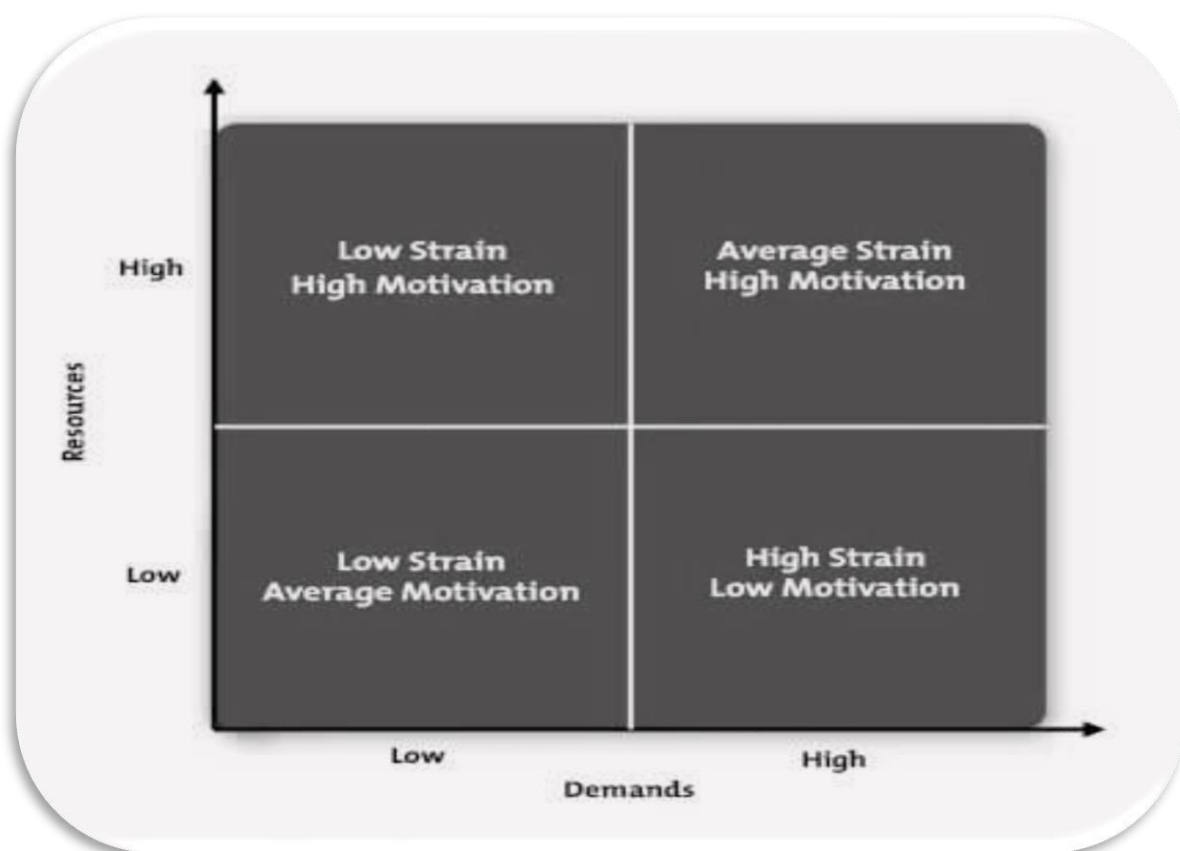 High
Low Strain
High Motivation
Average Strain
High Motivation
Resources
Low
Low Strain
Average Motivation
High Strain
Low Motivation
Low
High
Demands